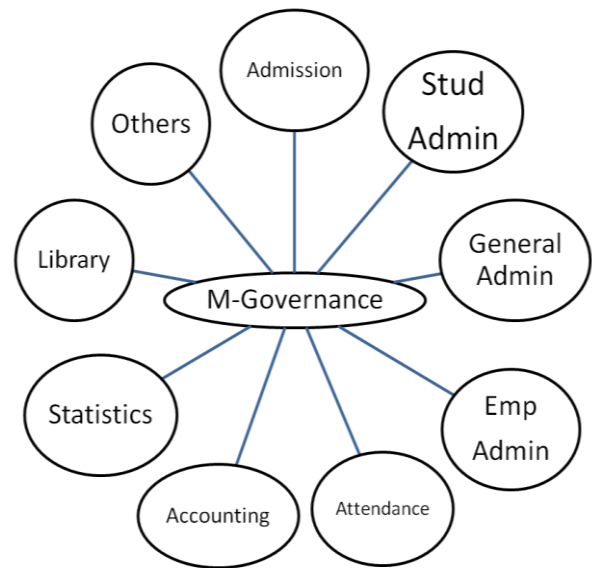 Admission
Stud
Admin
Others
General
Admin
Library
M-Governance
Emp
Admin
Statistics
Attendance
Accounting